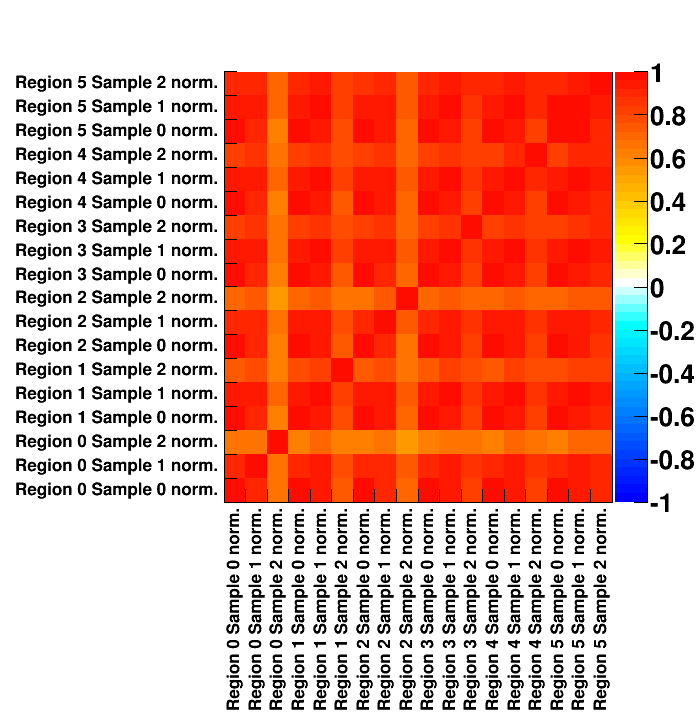 Region 5 Sample 2 norm.
Region 5 Sample 1 norm.
Region 5 Sample 0 norm.
Region 4 Sample 2 norm.
Region 4 Sample 1 norm.
Region 4 Sample 0 norm.
Region 3 Sample 2 norm.
Region 3 Sample 1 norm.
Region 3 Sample 0 norm.
Region 2 Sample 2 norm.
Region 2 Sample 1 norm.
Region 2 Sample 0 norm.
Region 1 Sample 2 norm.
Region 1 Sample 1 norm.
Region 1 Sample 0 norm.
Region 0 Sample 2 norm.
Region 0 Sample 1 norm.
Region 0 Sample 0 norm.
Region 0 Sample 0 norm.
Region 0 Sample 1 norm.
Region 0 Sample 2 norm.
Region 1 Sample 0 norm.
Region 1 Sample 1 norm.
Region 1 Sample 2 norm.
Region 2 Sample 0 norm.
Region 2 Sample 1 norm.
Region 2 Sample 2 norm.
Region 3 Sample 0 norm.
Region 3 Sample 1 norm.
Region 3 Sample 2 norm.
Region 4 Sample 0 norm.
Region 4 Sample 1 norm.
Region 4 Sample 2 norm.
Region 5 Sample 0 norm.
Region 5 Sample 1 norm.
Region 5 Sample 2 norm.
1
0.8
0.6
0.4
0.2
0
-0.2
-0.4
-0.6
-0.8
-1